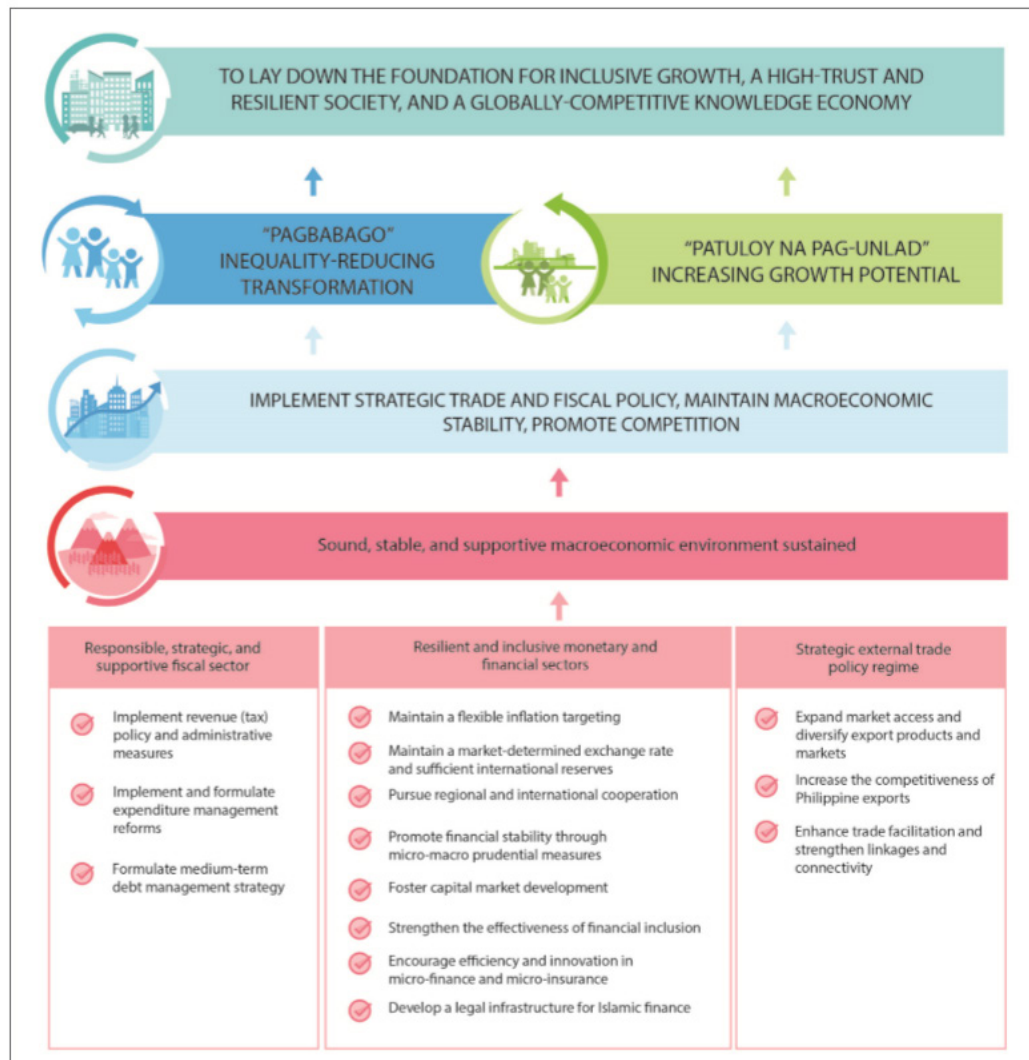 TO LAY DOWN THE FOUNDATION FOR INCLUSIVE GROWTH, A HIGH-TRUST AND
RESILIENT SOCIETY, AND A GLOBALLY-COMPETITIVE KNOWLEDGE ECONOMY
“PAGBABAGO”
INEQUALITY-REDUCING
TRANSFORMATION
“PATULOY NA PAG-UNLAD”
INCREASING GROWTH POTENTIAL
IMPLEMENT STRATEGIC TRADE AND FISCAL POLICY, MAINTAIN MACROECONOMIC
STABILITY, PROMOTE COMPETITION
Sound, stable, and supportive macroeconomic environment sustained
Responsible, strategic, and
supportive fiscal sector
Implement revenue (tax)
policy and administrative
measures
Implement and formulate
expenditure management
reforms
Formulate medium-term
debt management strategy
Resilient and inclusive monetary and
financial sectors
Maintain a flexible inflation targeting
Maintain a market-determined exchange rate
and sufficient international reserves
Pursue regional and international cooperation
Promote financial stability through
micro-macro prudential measures
Foster capital market development
Strengthen the effectiveness of financial inclusion
Encourage efficiency and innovation in
micro-finance and micro-insurance
Develop a legal infrastructure for Islamic finance
Strategic external trade
policy regime
Expand market access and
diversify export products and
markets
Increase the competitiveness of
Philippine exports
Enhance trade facilitation and
strengthen linkages and
connectivity